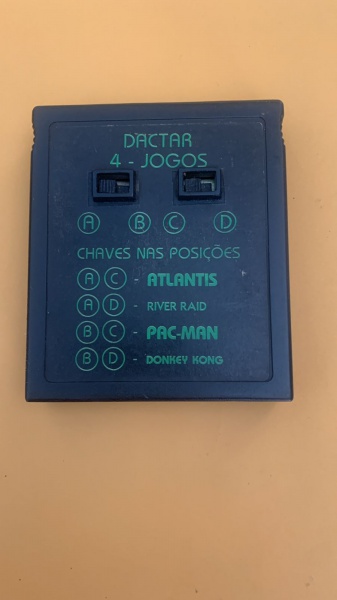 DACTAR
4 - JOGOS
A B C D
CHAVES NAS POSIÇÕES
A C - ATLANTIS
A D - RIVER RAID
B C - PAC-MAN
B D - DONKEY KONG